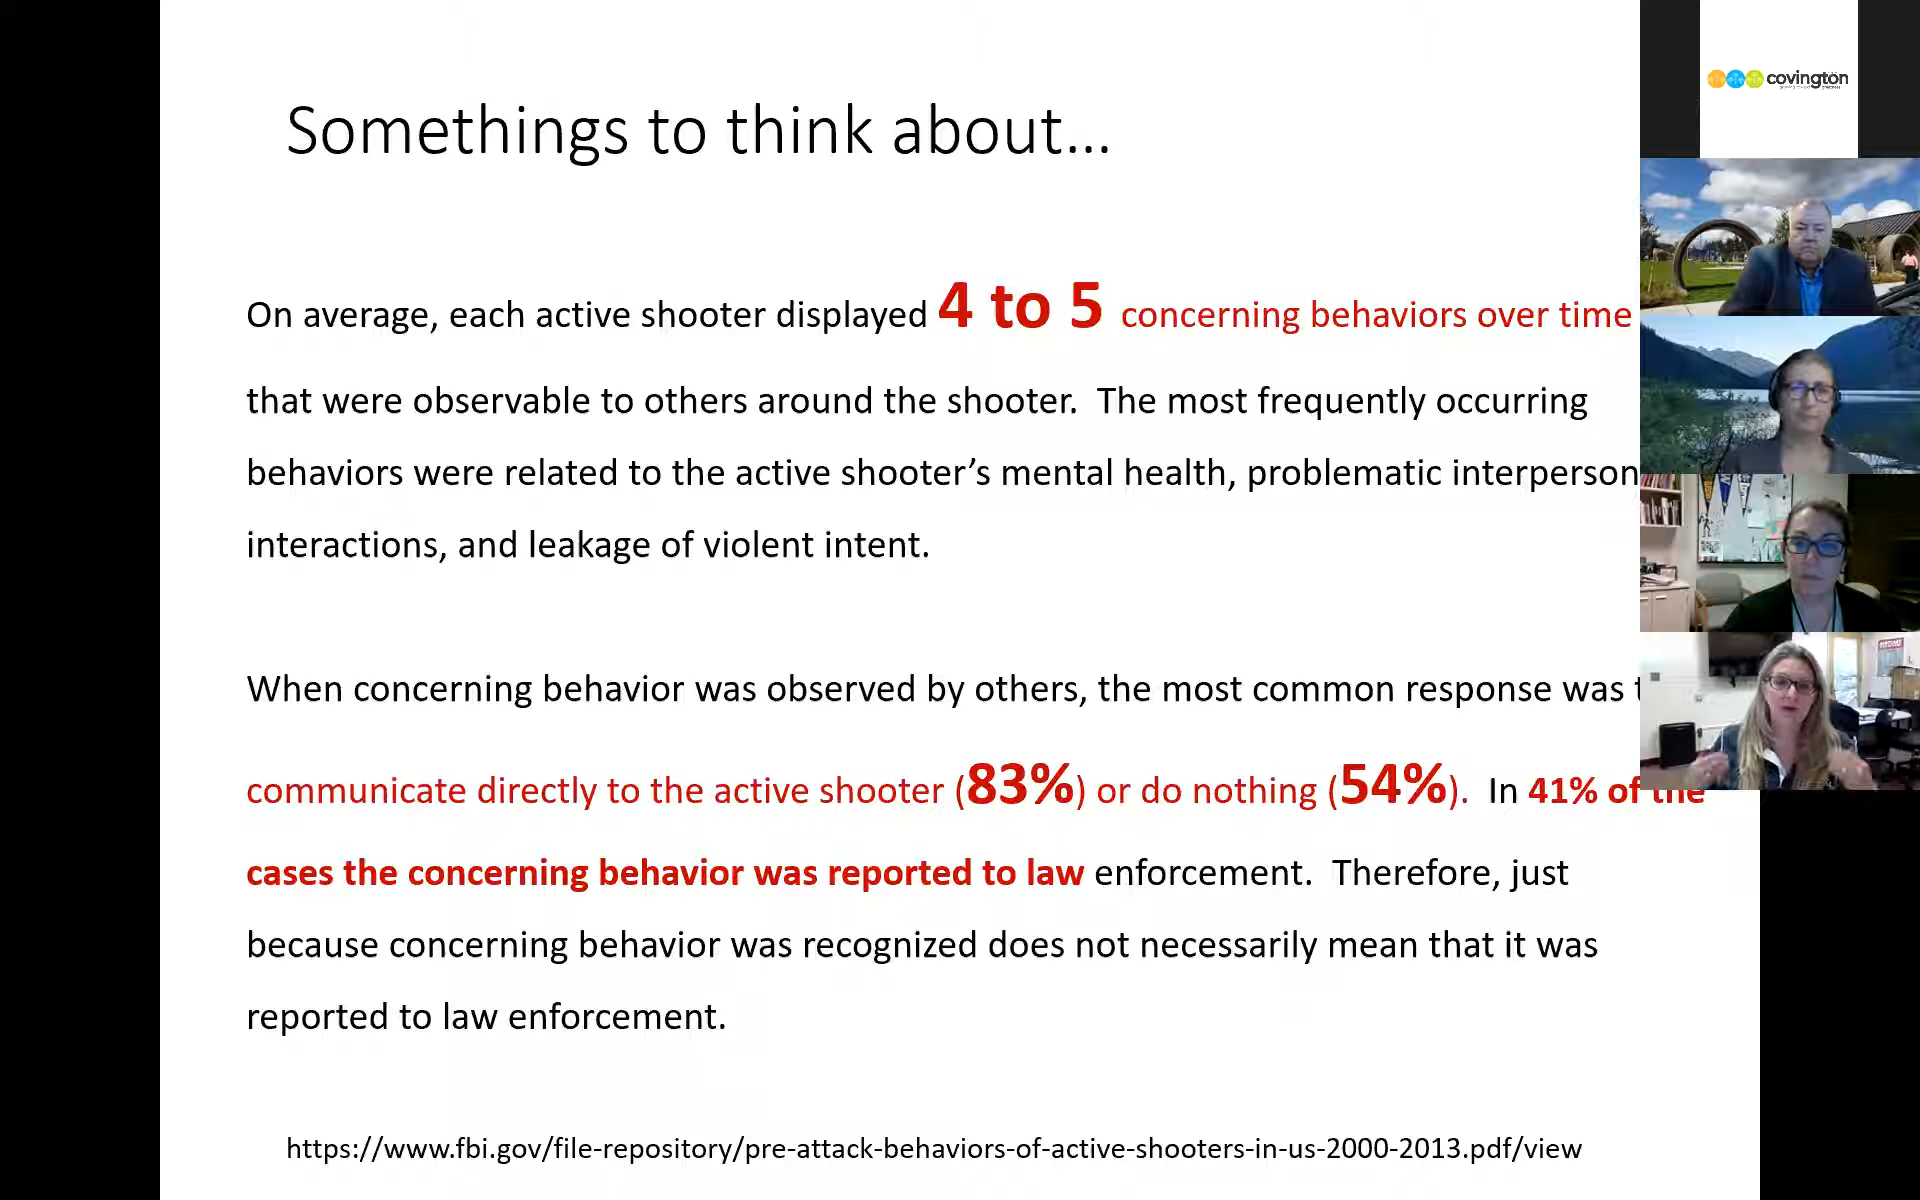 Somethings to think about...
On average, each active shooter displayed 4 to 5 concerning behaviors over time
that were observable to others around the shooter. The most frequently occurring
behaviors were related to the active shooter’s mental health, problematic interperson
interactions, and leakage of violent intent.
When concerning behavior was observed by others, the most common response was t
communicate directly to the active shooter (83%) or do nothing (54%). In 41% of the
cases the concerning behavior was reported to law enforcement. Therefore, just
because concerning behavior was recognized does not necessarily mean that it was
reported to law enforcement.
https://www.fbi.gov/file-repository/pre-attack-behaviors-of-active-shooters-in-us-2000-2013.pdf/view
covington